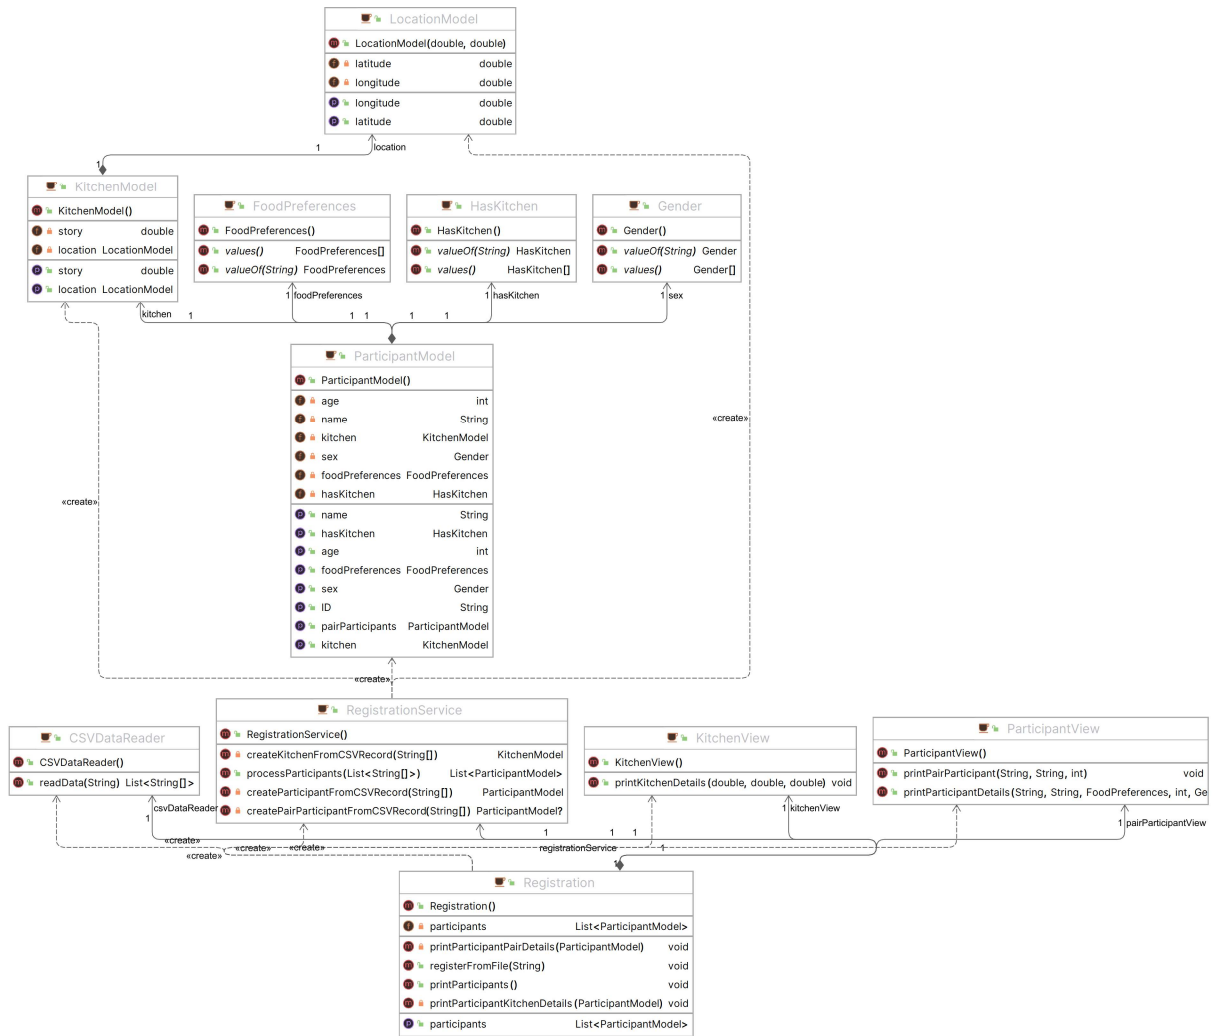 LocationModel
LocationModel(double, double)
latitude double
longitude double
longitude double
latitude double
1 location
1
KitchenModel
KitchenModel()
story double
location LocationModel
story double
location LocationModel
FoodPreferences
FoodPreferences()
values() FoodPreferences[]
valueOf(String) FoodPreferences
HasKitchen
HasKitchen()
valueOf(String) HasKitchen
values() HasKitchen[]
Gender
Gender()
valueOf(String) Gender
values() Gender[]
1 foodPreferences
1 hasKitchen
1 sex
kitchen 1 1 1 1 1
ParticipantModel
ParticipantModel()
age int
name String
kitchen KitchenModel
sex Gender
foodPreferences FoodPreferences
hasKitchen HasKitchen
name String
hasKitchen HasKitchen
age int
foodPreferences FoodPreferences
sex Gender
ID String
pairParticipants ParticipantModel
kitchen KitchenModel
«create»
«create»
«create»
RegistrationService
RegistrationService()
createKitchenFromCSVRecord(String[]) KitchenModel
processParticipants(List<String[]>) List<ParticipantModel>
createParticipantFromCSVRecord(String[]) ParticipantModel
createPairParticipantFromCSVRecord(String[]) ParticipantModel?
CSVDataReader
CSVDataReader()
readData(String) List<String[]>
KitchenView
KitchenView()
printKitchenDetails(double, double, double) void
ParticipantView
ParticipantView()
printPairParticipant(String, String, int) void
printParticipantDetails(String, String, FoodPreferences, int, Ge
csvDataReader
1
1 kitchenView
1 pairParticipantView
1 1 1 1
registrationService
«create»
«create»
«create»
«create»
1
Registration
Registration()
participants List<ParticipantModel>
printParticipantPairDetails(ParticipantModel) void
registerFromFile(String) void
printParticipants() void
printParticipantKitchenDetails(ParticipantModel) void
participants List<ParticipantModel>